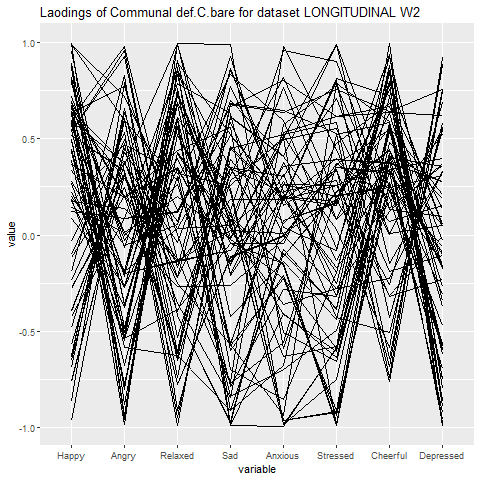 Laodings of Communal def.C.bare for dataset LONGITUDINAL W2
1.0
0.5
0.0
-0.5
-1.0
value
Happy Angry Relaxed Sad Anxious Stressed Cheerful Depressed
variable